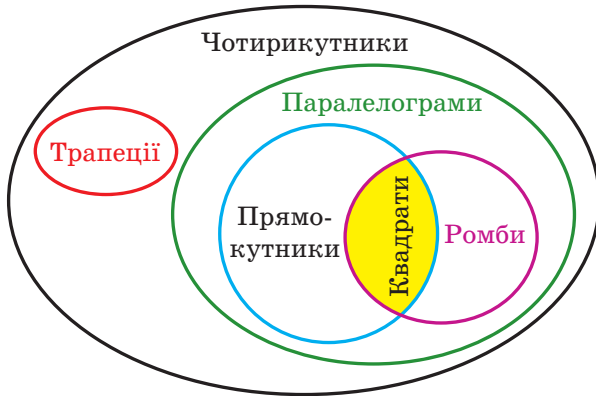 Чотирикутники
Паралелограми
Трапеції
Прямо-
кутники
Квадрати
Ромби